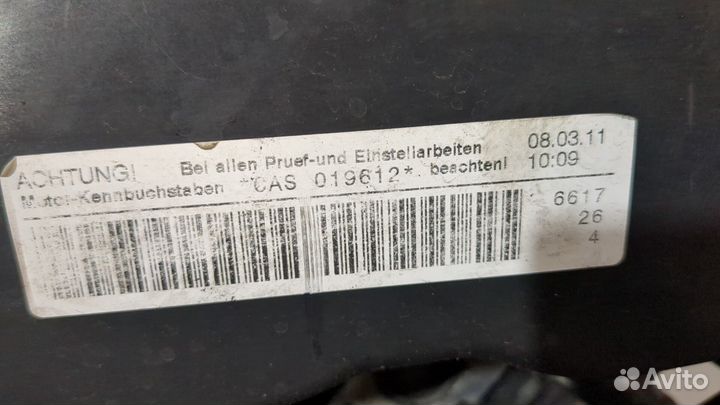 ACHTUNG! Bei allen Pruef-und Einstellarbeiten 08.03.11
Motor-Kennbuchstaben *CAS 019612* beachten! 10:09
6617
26
4
Avito